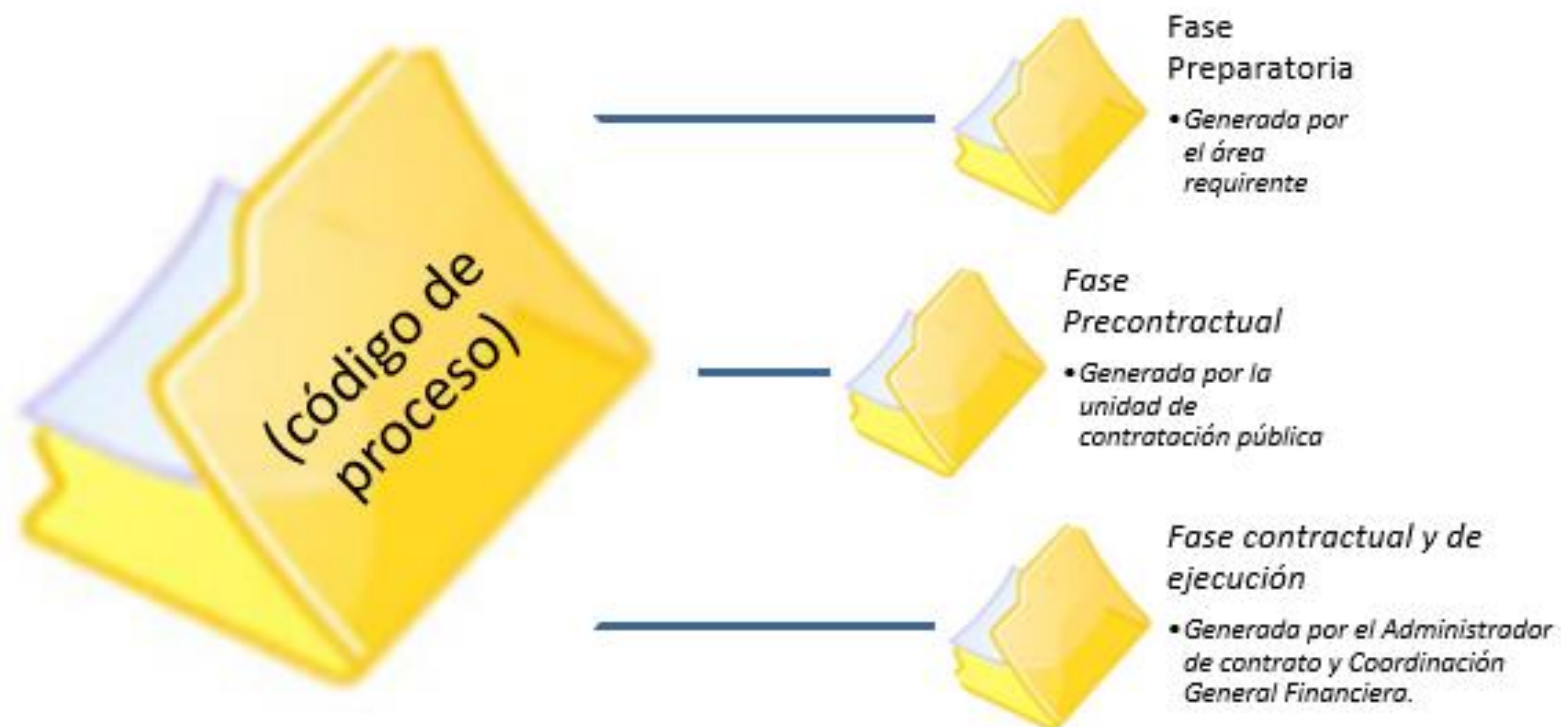 (código de
proceso)
Fase
Preparatoria
•Generada por
el área
requirente
Fase
Precontractual
•Generada por la
unidad de
contratación pública
Fase contractual y de
ejecución
•Generada por el Administrador
de contrato y Coordinación
General Financiera.